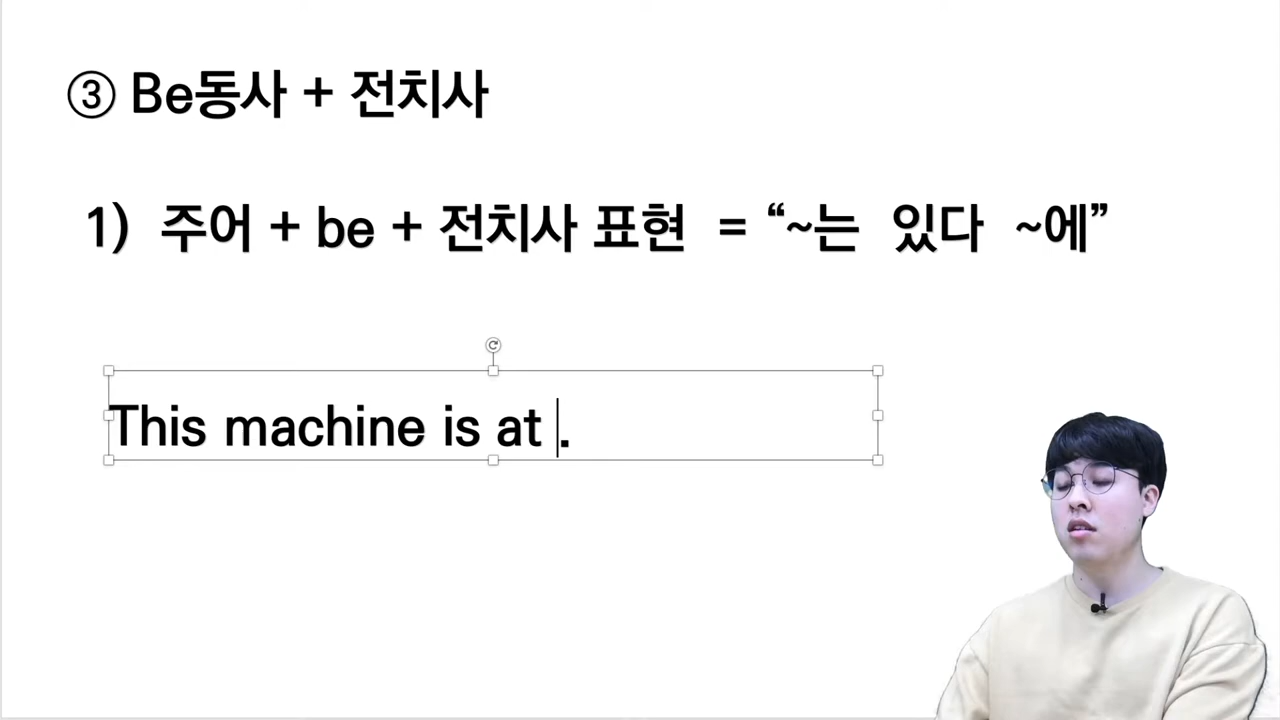 ③ Be동사 + 전치사
1) 주어 + be + 전치사 표현 = “~는 있다 ~에”
This machine is at .